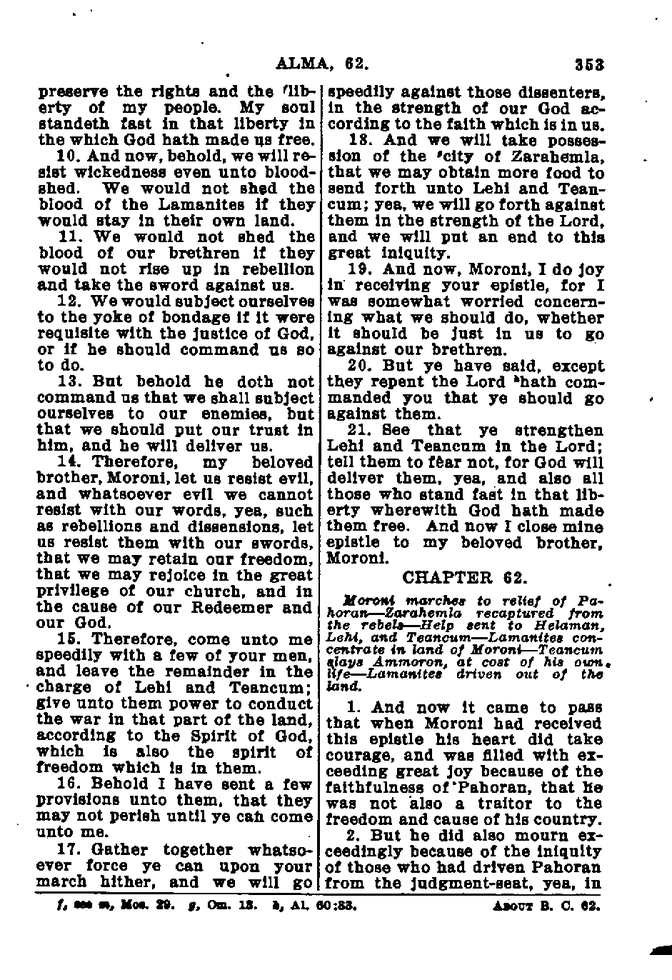 ALMA, 62.
353
preserve the rights and the ᶠlib-
erty of my people. My soul
standeth fast in that liberty in
the which God hath made us free.
10. And now, behold, we will re-
sist wickedness even unto blood-
shed. We would not shed the
blood of the Lamanites if they
would stay in their own land.
11. We would not shed the
blood of our brethren if they
would not rise up in rebellion
and take the sword against us.
12. We would subject ourselves
to the yoke of bondage if it were
requisite with the justice of God,
or if he should command us so
to do.
13. But behold he doth not
command us that we shall subject
ourselves to our enemies, but
that we should put our trust in
him, and he will deliver us.
14. Therefore, my beloved
brother, Moroni, let us resist evil,
and whatsoever evil we cannot
resist with our words, yea, such
as rebellions and dissensions, let
us resist them with our swords,
that we may retain our freedom,
that we may rejoice in the great
privilege of our church, and in
the cause of our Redeemer and
our God.
15. Therefore, come unto me
speedily with a few of your men,
and leave the remainder in the
charge of Lehi and Teancum;
give unto them power to conduct
the war in that part of the land,
according to the Spirit of God,
which is also the spirit of
freedom which is in them.
16. Behold I have sent a few
provisions unto them, that they
may not perish until ye can come
unto me.
17. Gather together whatso-
ever force ye can upon your
march hither, and we will go
speedily against those dissenters,
in the strength of our God ac-
cording to the faith which is in us.
18. And we will take posses-
sion of the ᵍcity of Zarahemla,
that we may obtain more food to
send forth unto Lehi and Tean-
cum; yea, we will go forth against
them in the strength of the Lord,
and we will put an end to this
great iniquity.
19. And now, Moroni, I do joy
in receiving your epistle, for I
was somewhat worried concern-
ing what we should do, whether
it should be just in us to go
against our brethren.
20. But ye have said, except
they repent the Lord ʰhath com-
manded you that ye should go
against them.
21. See that ye strengthen
Lehi and Teancum in the Lord;
tell them to fear not, for God will
deliver them, yea, and also all
those who stand fast in that lib-
erty wherewith God hath made
them free. And now I close mine
epistle to my beloved brother,
Moroni.
CHAPTER 62.
Moroni marches to relief of Pa-
horan—Zarahemla recaptured from
the rebels—Help sent to Helaman,
Lehi, and Teancum—Lamanites con-
centrate in land of Moroni—Teancum
slays Ammoron, at cost of his own
life—Lamanites driven out of the
land.
1. And now it came to pass
that when Moroni had received
this epistle his heart did take
courage, and was filled with ex-
ceeding great joy because of the
faithfulness of Pahoran, that he
was not also a traitor to the
freedom and cause of his country.
2. But he did also mourn ex-
ceedingly because of the iniquity
of those who had driven Pahoran
from the judgment-seat, yea, in
f, see m, Mos. 29. g, Om. 13. h, Al. 60:33.
ABOUT B. C. 62.